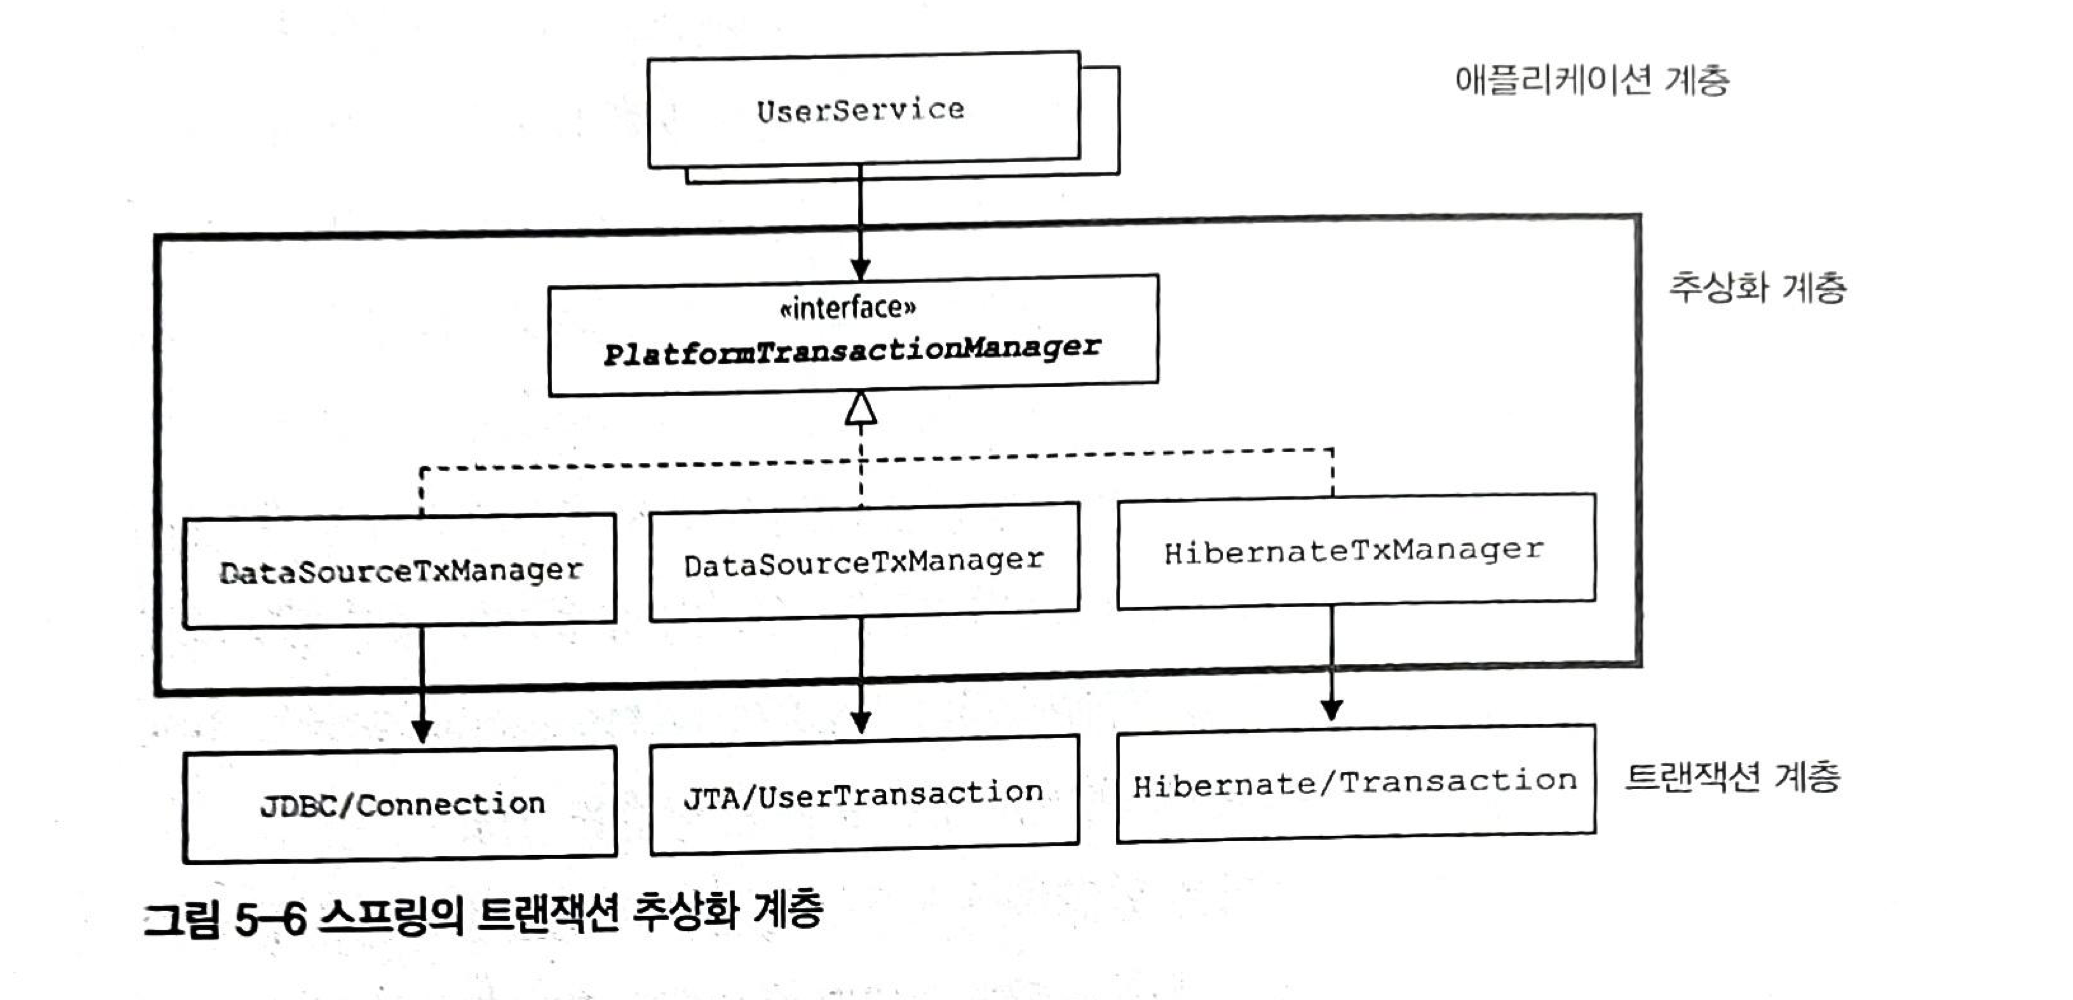 UserService
애플리케이션 계층
추상화 계층
«interface»
PlatformTransactionManager
DataSourceTxManager
DataSourceTxManager
HibernateTxManager
JDBC/Connection
JTA/UserTransaction
Hibernate/Transaction
트랜잭션 계층
그림 5-6 스프링의 트랜잭션 추상화 계층